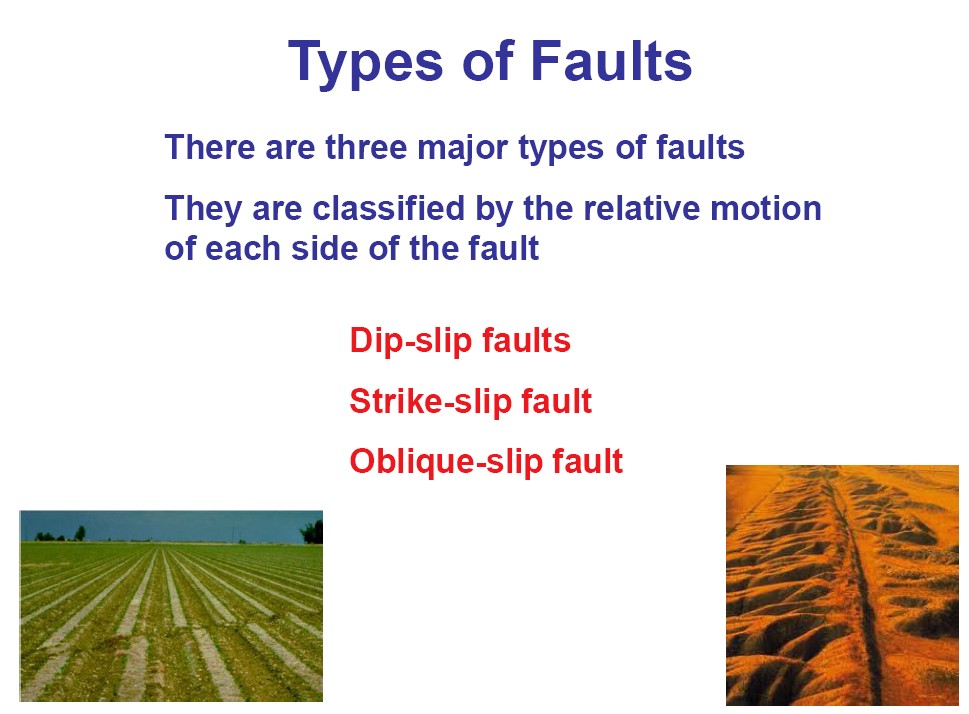 Types of Faults
There are three major types of faults
They are classified by the relative motion
of each side of the fault
Dip-slip faults
Strike-slip fault
Oblique-slip fault